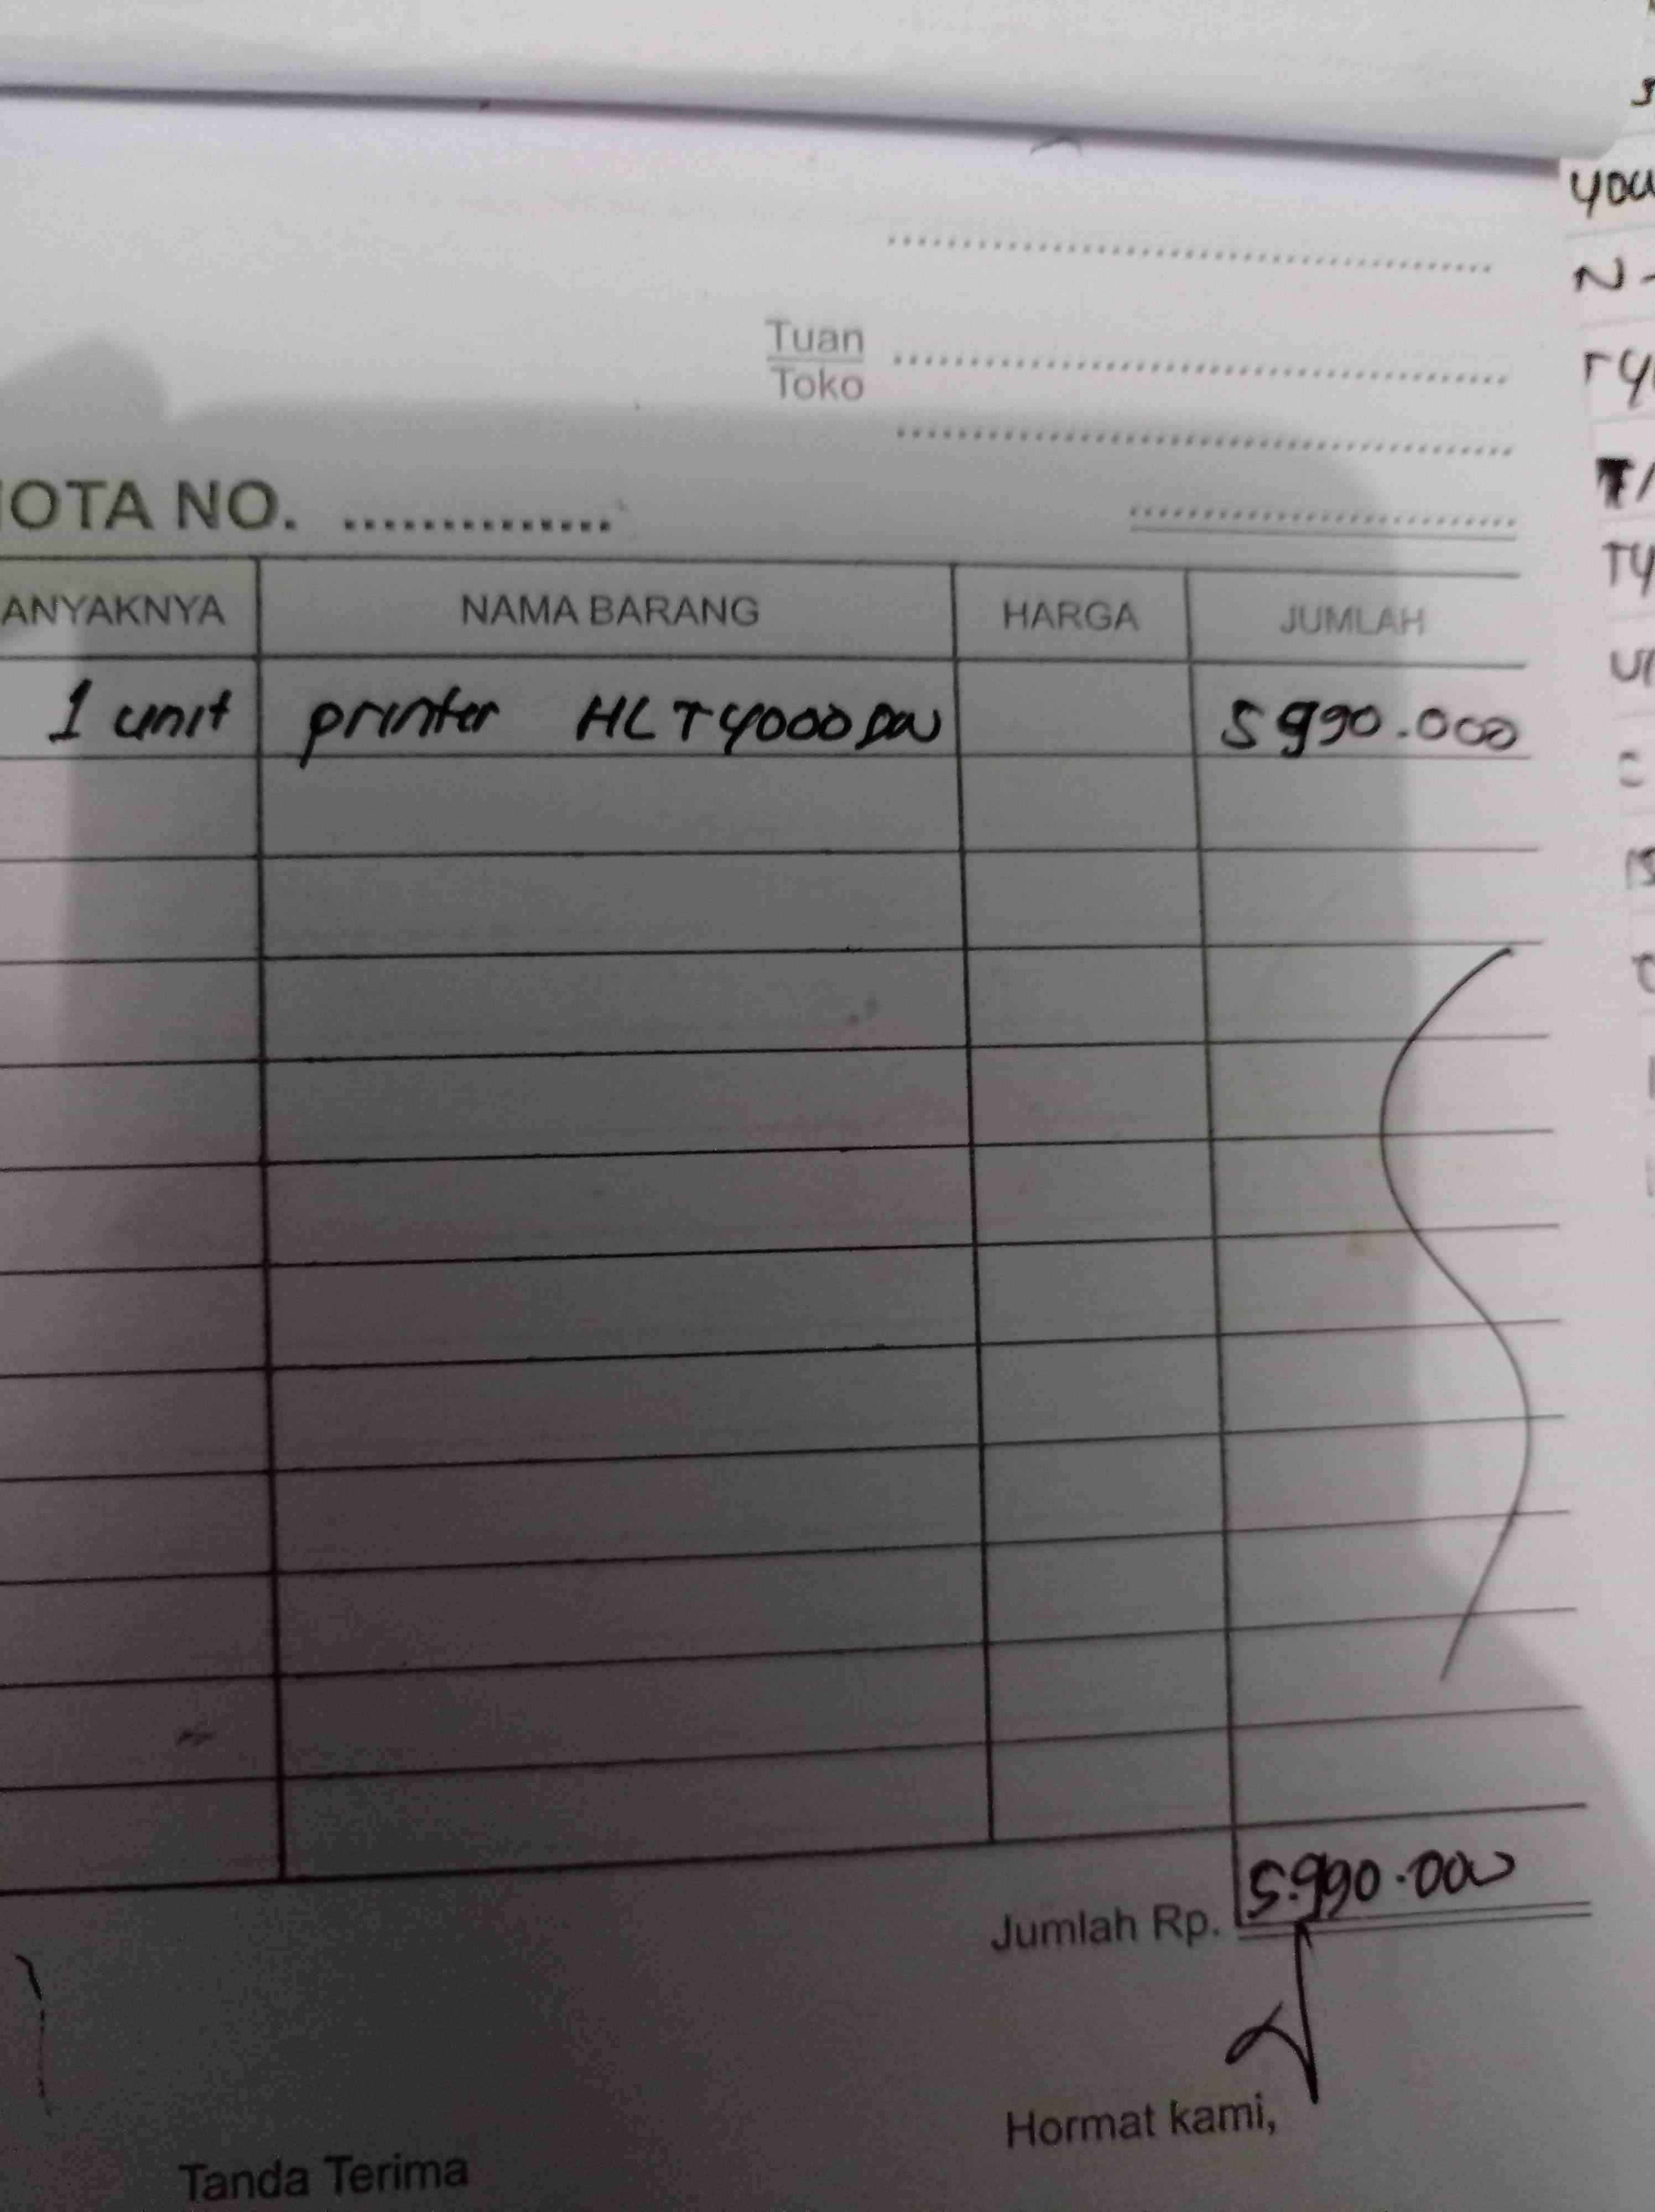 Tuan
Toko
OTA NO. ..............
ANYAKNYA NAMA BARANG HARGA JUMLAH
1 unit printer HLT4000DW 5990.000
Jumlah Rp. 5.990.000
Hormat kami,
Tanda Terima